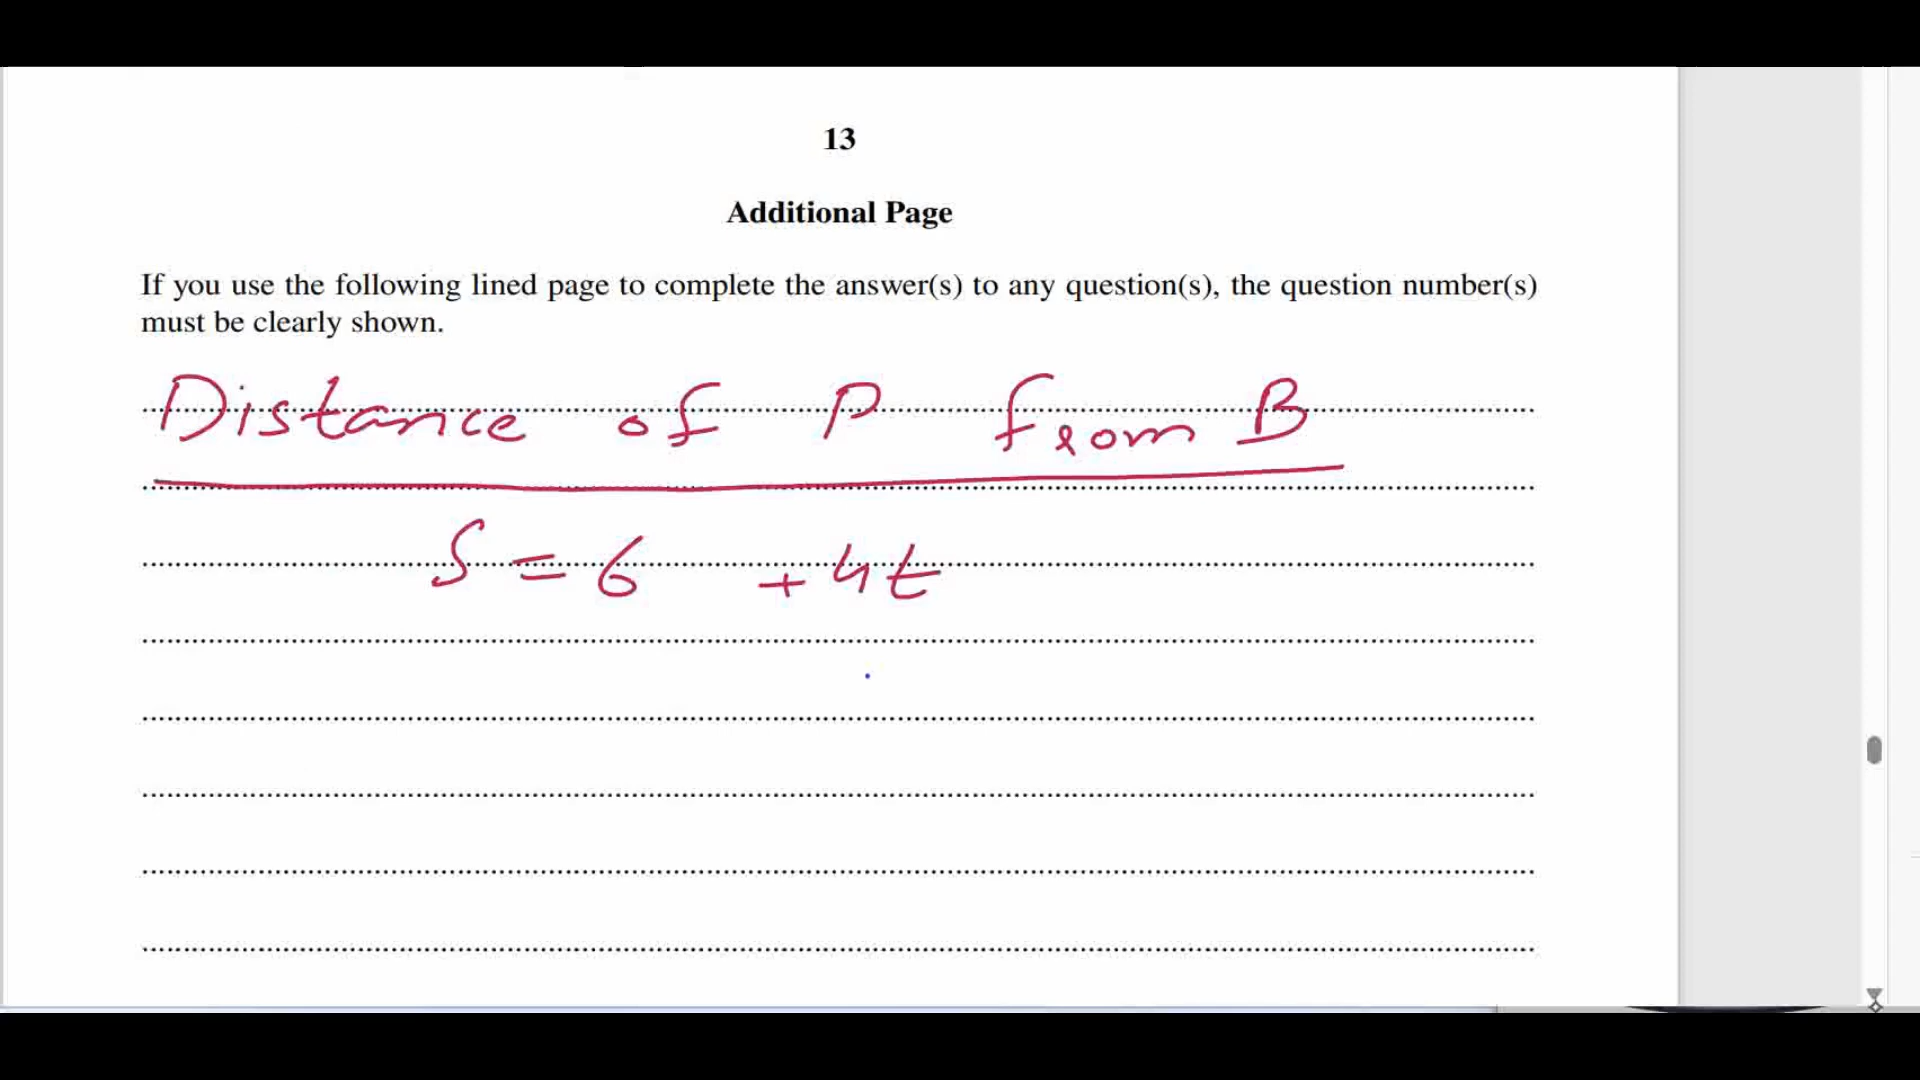 13
Additional Page
If you use the following lined page to complete the answer(s) to any question(s), the question number(s)
must be clearly shown.
Distance of P from B
S = 6 + 4t